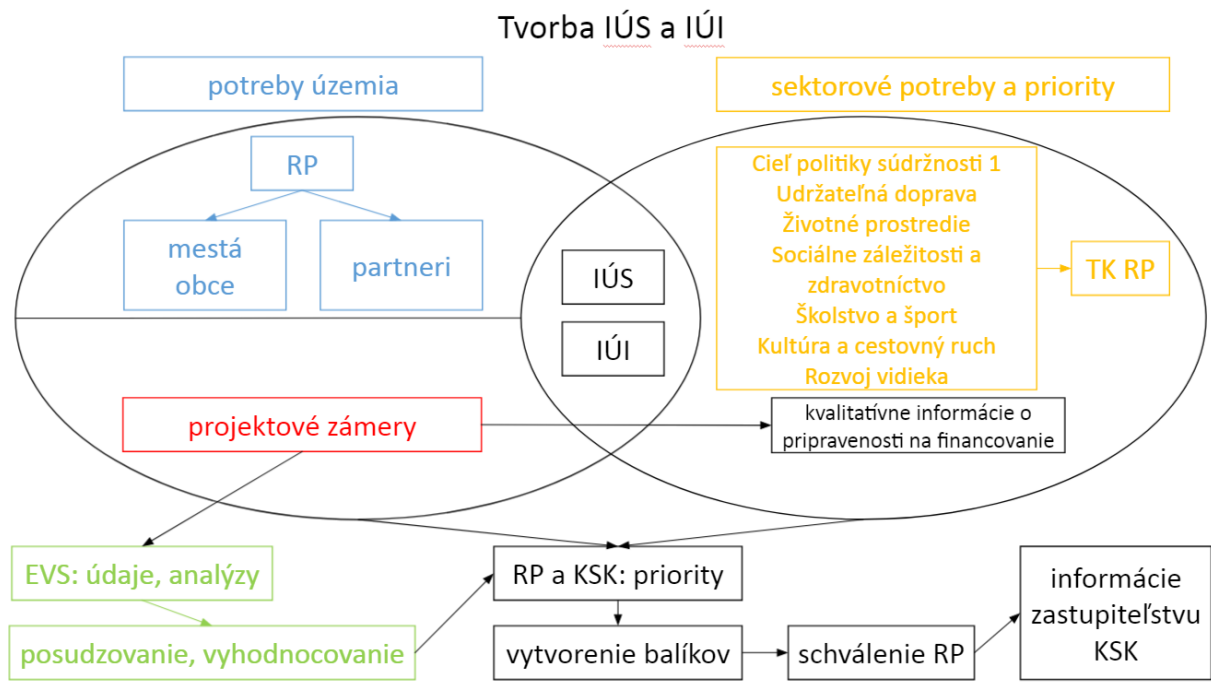 Tvorba IÚS a IÚI
potreby územia
sektorové potreby a priority
RP
mestá
obce
partneri
IÚS
IÚI
Cieľ politiky súdržnosti 1
Udržateľná doprava
Životné prostredie
Sociálne záležitosti a
zdravotníctvo
Školstvo a šport
Kultúra a cestovný ruch
Rozvoj vidieka
TK RP
projektové zámery
kvalitatívne informácie o
pripravenosti na financovanie
EVS: údaje, analýzy
RP a KSK: priority
informácie
zastupiteľstvu
KSK
posudzovanie, vyhodnocovanie
vytvorenie balíkov
schválenie RP